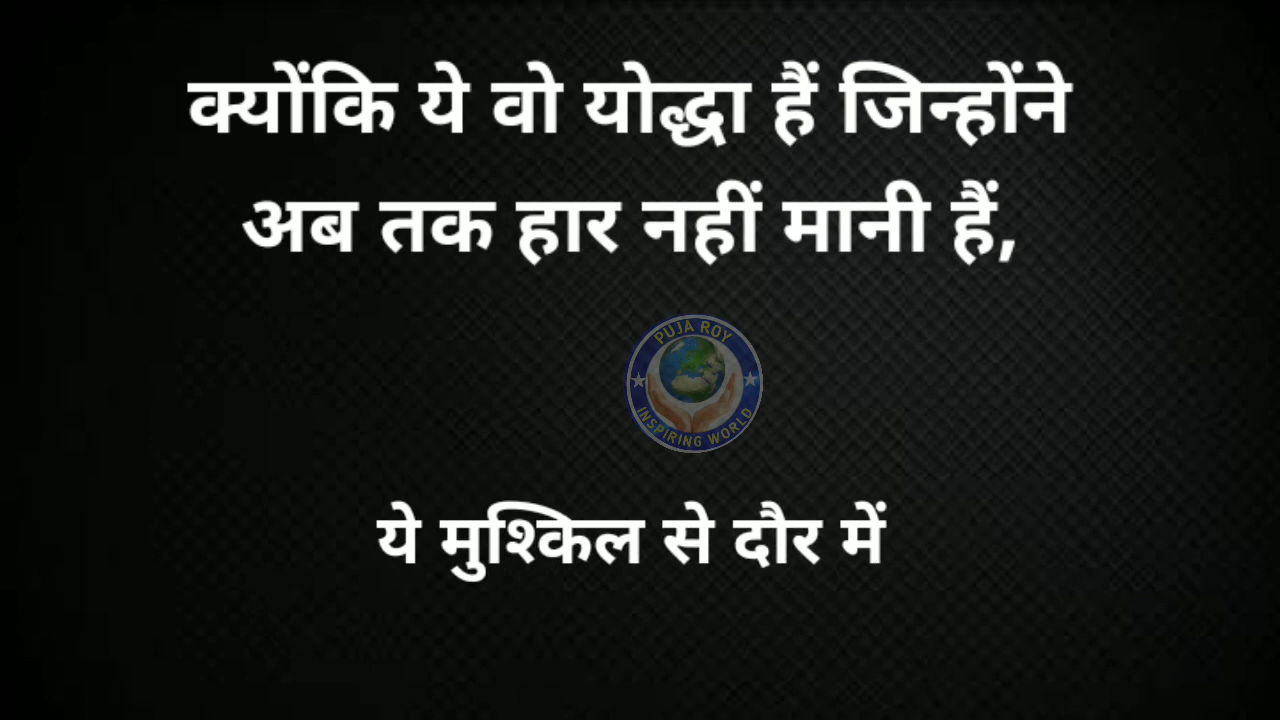 क्योंकि ये वो योद्धा हैं जिन्होंने
अब तक हार नहीं मानी हैं,
PUJA ROY
INSPIRING WORLD
ये मुश्किल से दौर में